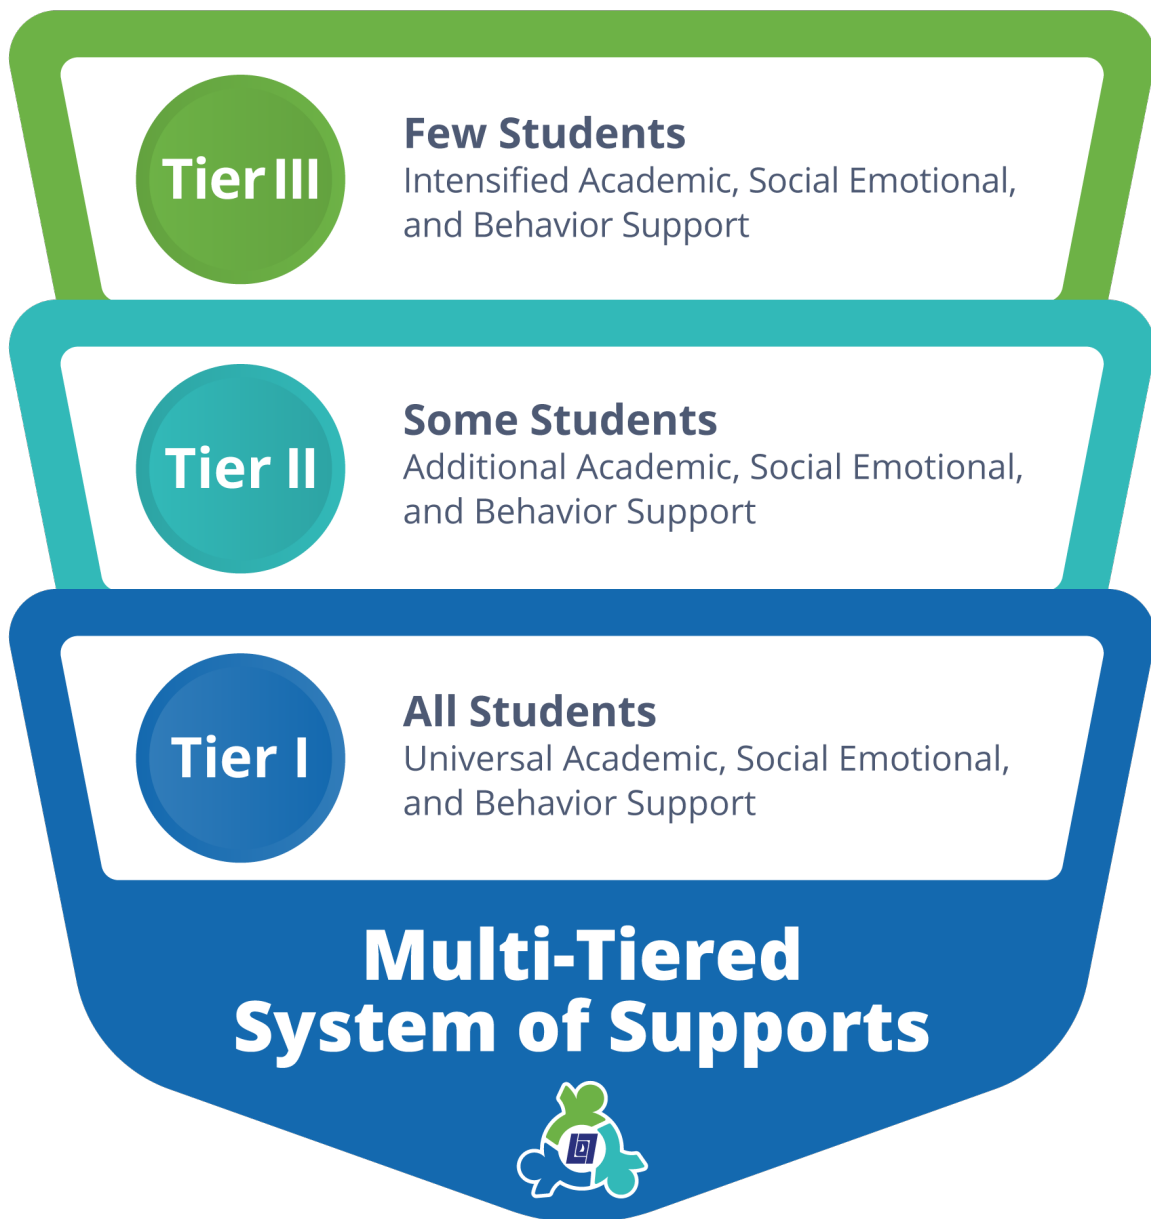 Tier III
Few Students
Intensified Academic, Social Emotional,
and Behavior Support
Tier II
Some Students
Additional Academic, Social Emotional,
and Behavior Support
Tier I
All Students
Universal Academic, Social Emotional,
and Behavior Support
Multi-Tiered
System of Supports